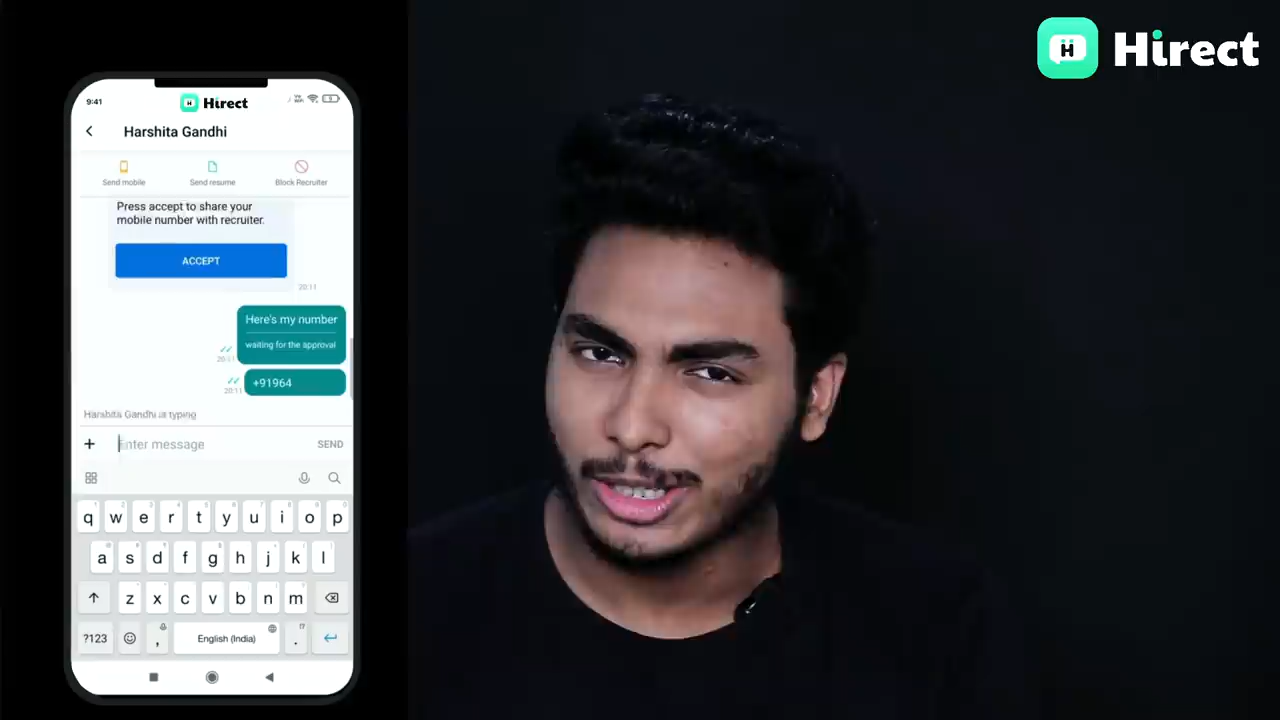 Hirect
9:41
Hirect
Harshita Gandhi
Send mobile
Send resume
Block Recruiter
Press accept to share your
mobile number with recruiter.
ACCEPT
20:11
Here's my number
waiting for the approval
20:11
+91964
20:11
Harshita Gandhi is typing
Enter message
SEND
q w e r t y u i o p
a s d f g h j k l
z x c v b n m
?123
,
English (India)
.